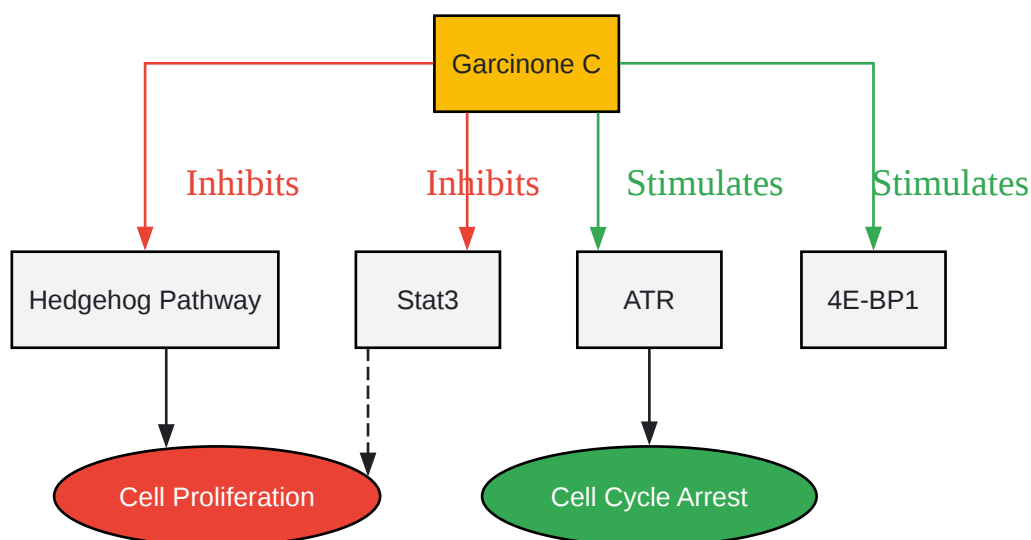 Garcinone C
Inhibits
Inhibits
Stimulates
Stimulates
Hedgehog Pathway
Stat3
ATR
4E-BP1
Cell Proliferation
Cell Cycle Arrest